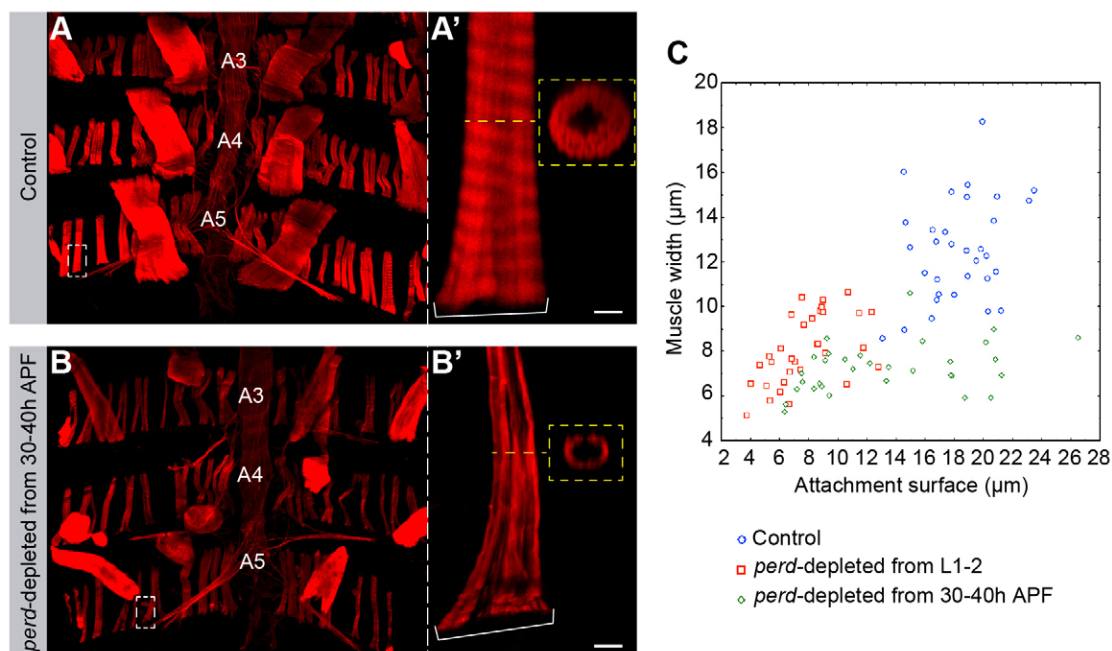 A
A'
Control
A3
A4
A5
B
B'
perd-depleted from 30-40h APF
A3
A4
A5
C
Muscle width (µm)
20
18
16
14
12
10
8
6
4
2 4 6 8 10 12 14 16 18 20 22 24 26 28
Attachment surface (µm)
Control
perd-depleted from L1-2
perd-depleted from 30-40h APF